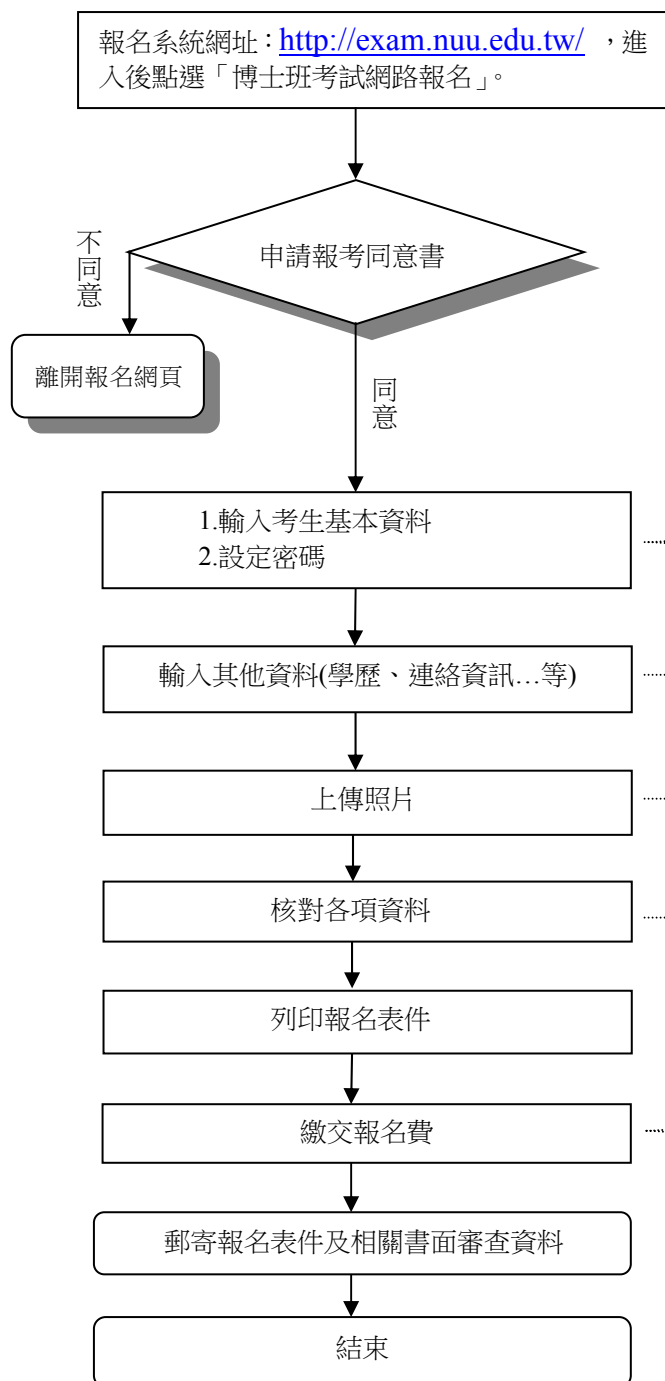 報名系統網址：http://exam.nuu.edu.tw/ ，進
入後點選「博士班考試網路報名」。
申請報考同意書
不同意
離開報名網頁
同意
1.輸入考生基本資料
2.設定密碼
輸入其他資料(學歷、連絡資訊…等)
上傳照片
核對各項資料
列印報名表件
繳交報名費
郵寄報名表件及相關書面審查資料
結束